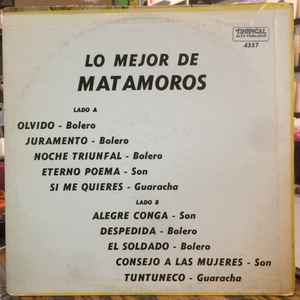 TROPICAL
4557
LO MEJOR DE
MATAMOROS
LADO A
OLVIDO - Bolero
JURAMENTO - Bolero
NOCHE TRIUNFAL - Bolero
ETERNO POEMA - Son
SI ME QUIERES - Guaracha
LADO B
ALEGRE CONGA - Son
DESPEDIDA - Bolero
EL SOLDADO - Bolero
CONSEJO A LAS MUJERES - Son
TUNTUNECO - Guaracha